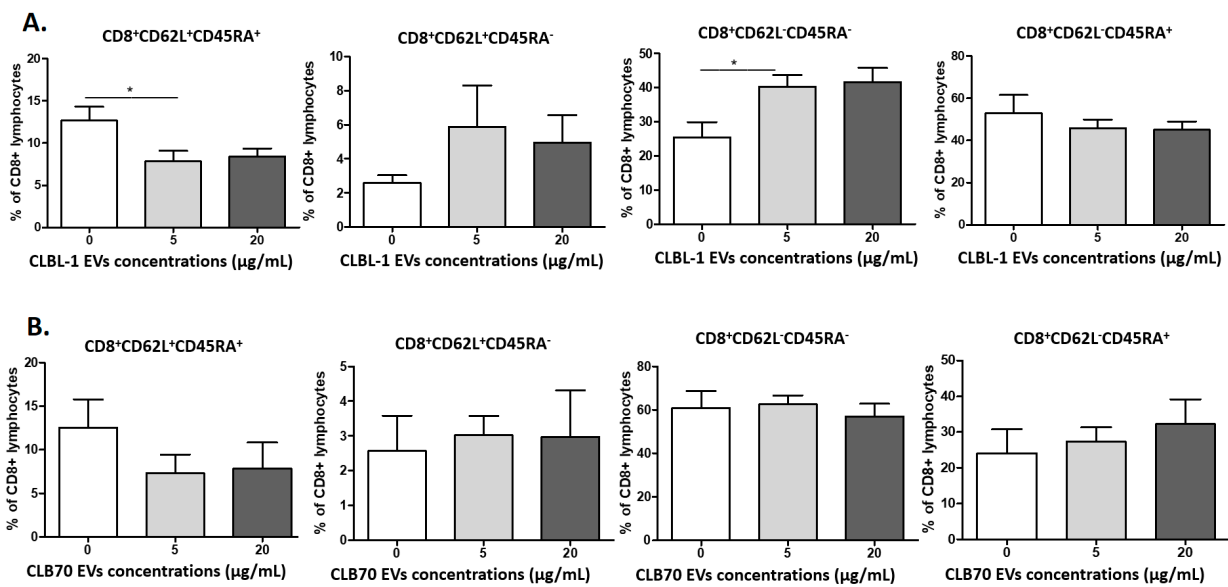 A.
CD8⁺CD62L⁺CD45RA⁺
% of CD8+ lymphocytes
20
15
10
5
0
0 5 20
CLBL-1 EVs concentrations (µg/mL)
*
CD8⁺CD62L⁺CD45RA⁻
% of CD8+ lymphocytes
10
8
6
4
2
0
0 5 20
CLBL-1 EVs concentrations (µg/mL)
CD8⁺CD62L⁻CD45RA⁻
% of CD8+ lymphocytes
50
40
30
20
10
0
0 5 20
CLBL-1 EVs concentrations (µg/mL)
*
CD8⁺CD62L⁻CD45RA⁺
% of CD8+ lymphocytes
80
60
40
20
0
0 5 20
CLBL-1 EVs concentrations (µg/mL)
B.
CD8⁺CD62L⁺CD45RA⁺
% of CD8+ lymphocytes
20
15
10
5
0
0 5 20
CLB70 EVs concentrations (µg/mL)
CD8⁺CD62L⁺CD45RA⁻
% of CD8+ lymphocytes
5
4
3
2
1
0
0 5 20
CLB70 EVs concentrations (µg/mL)
CD8⁺CD62L⁻CD45RA⁻
% of CD8+ lymphocytes
80
60
40
20
0
0 5 20
CLB70 EVs concentrations (µg/mL)
CD8⁺CD62L⁻CD45RA⁺
% of CD8+ lymphocytes
50
40
30
20
10
0
0 5 20
CLB70 EVs concentrations (µg/mL)